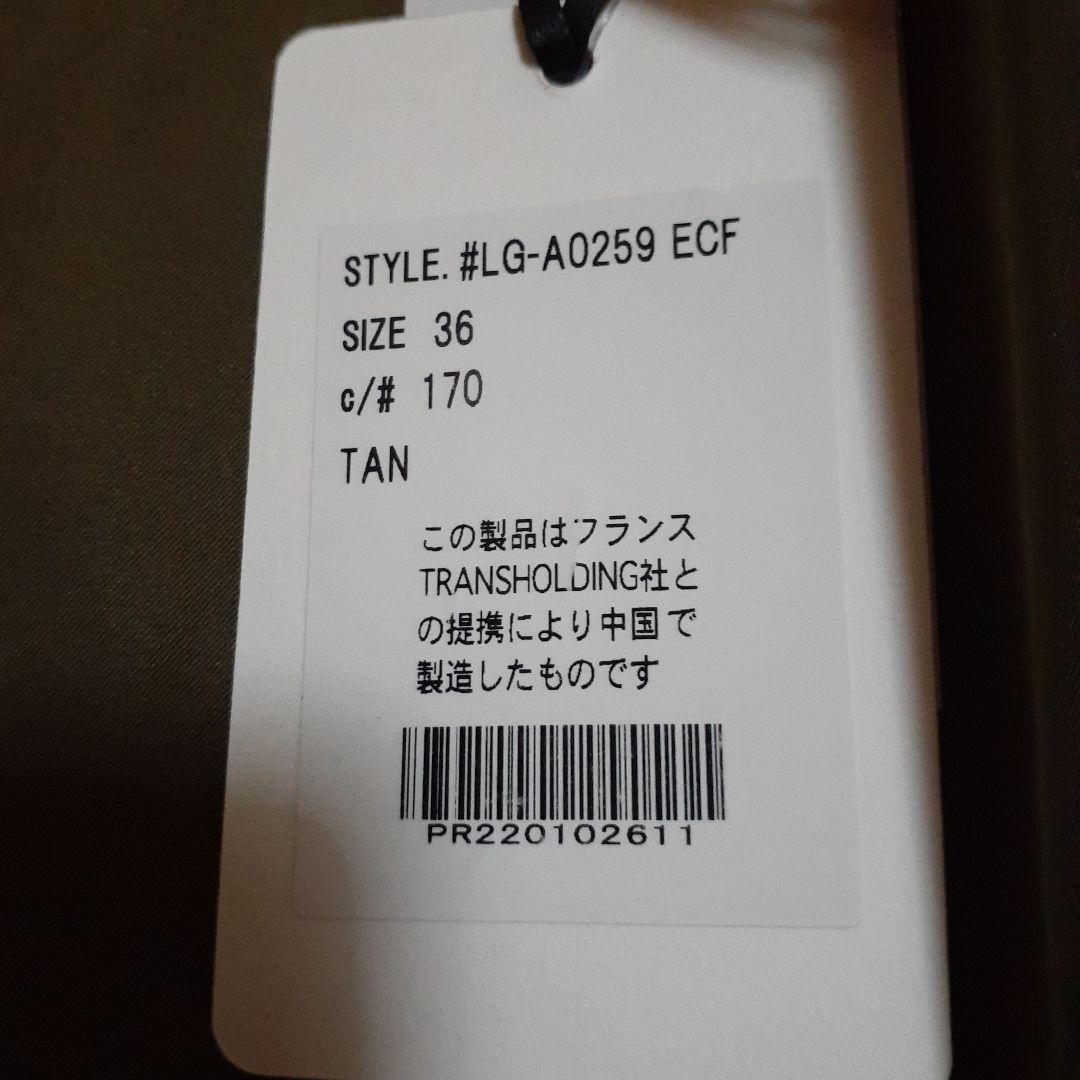 STYLE. #LG-A0259 ECF
SIZE 36
c/# 170
TAN
この製品はフランス
TRANSHOLDING社と
の提携により中国で
製造したものです
PR220102611